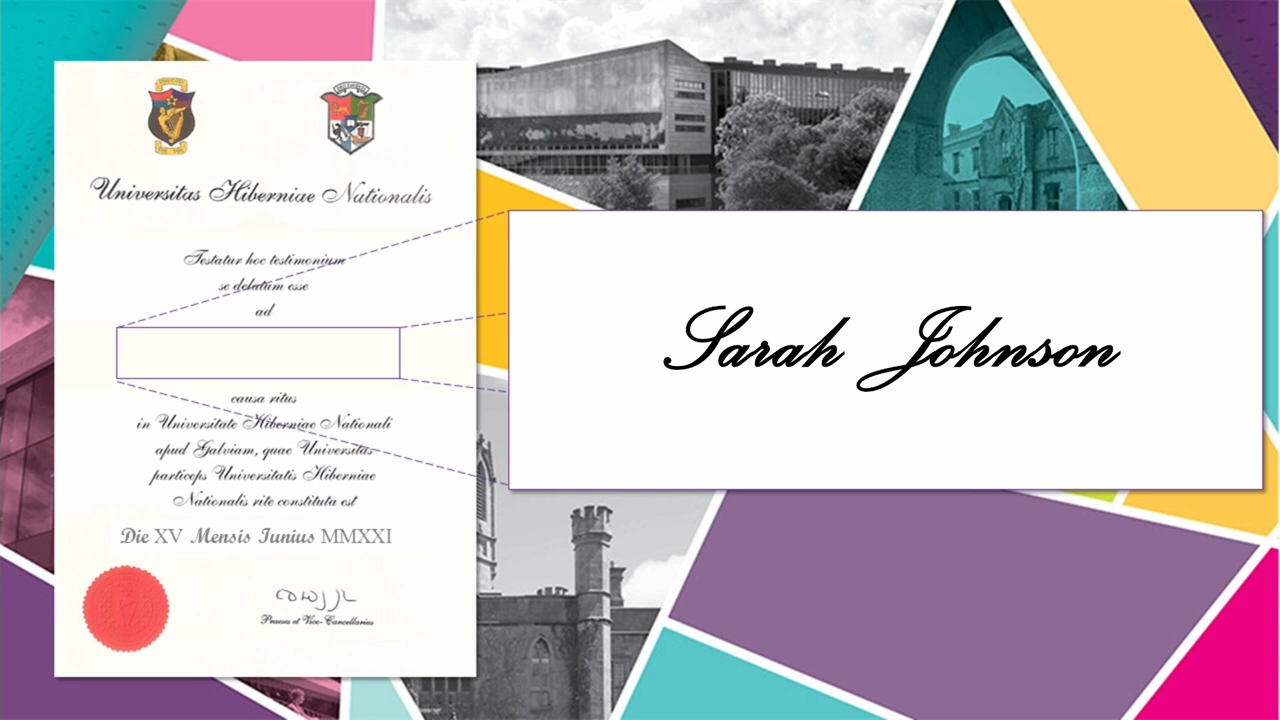 Universitas Hiberniae Nationalis
Testatur hoc testimonium
se delatum esse
ad
Sarah Johnson
causa ritus
in Universitate Hiberniae Nationali
apud Galviam, quae Universitas
particeps Universitatis Hiberniae
Nationalis rite constituta est
Die XV Mensis Iunius MMXXI
Praeses et Vice-Cancellarius